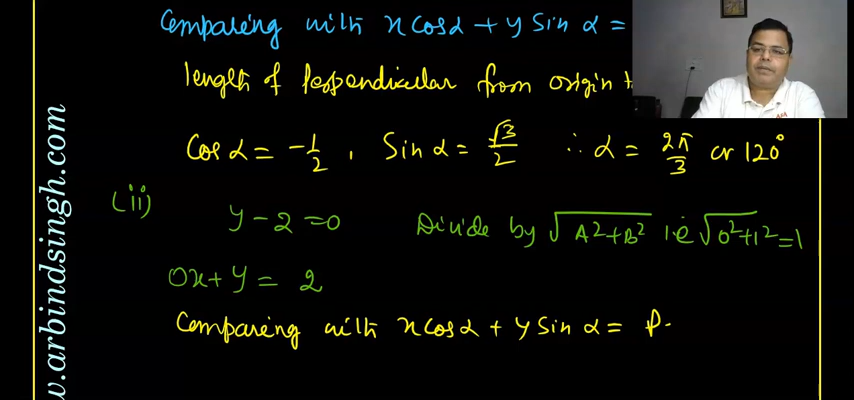 Comparing with x cos α + y sin α =
length of perpendicular from origin t
cos α = -1/2 , Sin α = √3/2 ∴ α = 2π/3 or 120°
(ii) y - 2 = 0 Divide by √A²+B² i.e √0²+1² = 1
0x + y = 2
Comparing with x cos α + y sin α = p.
w.arbindsingh.com